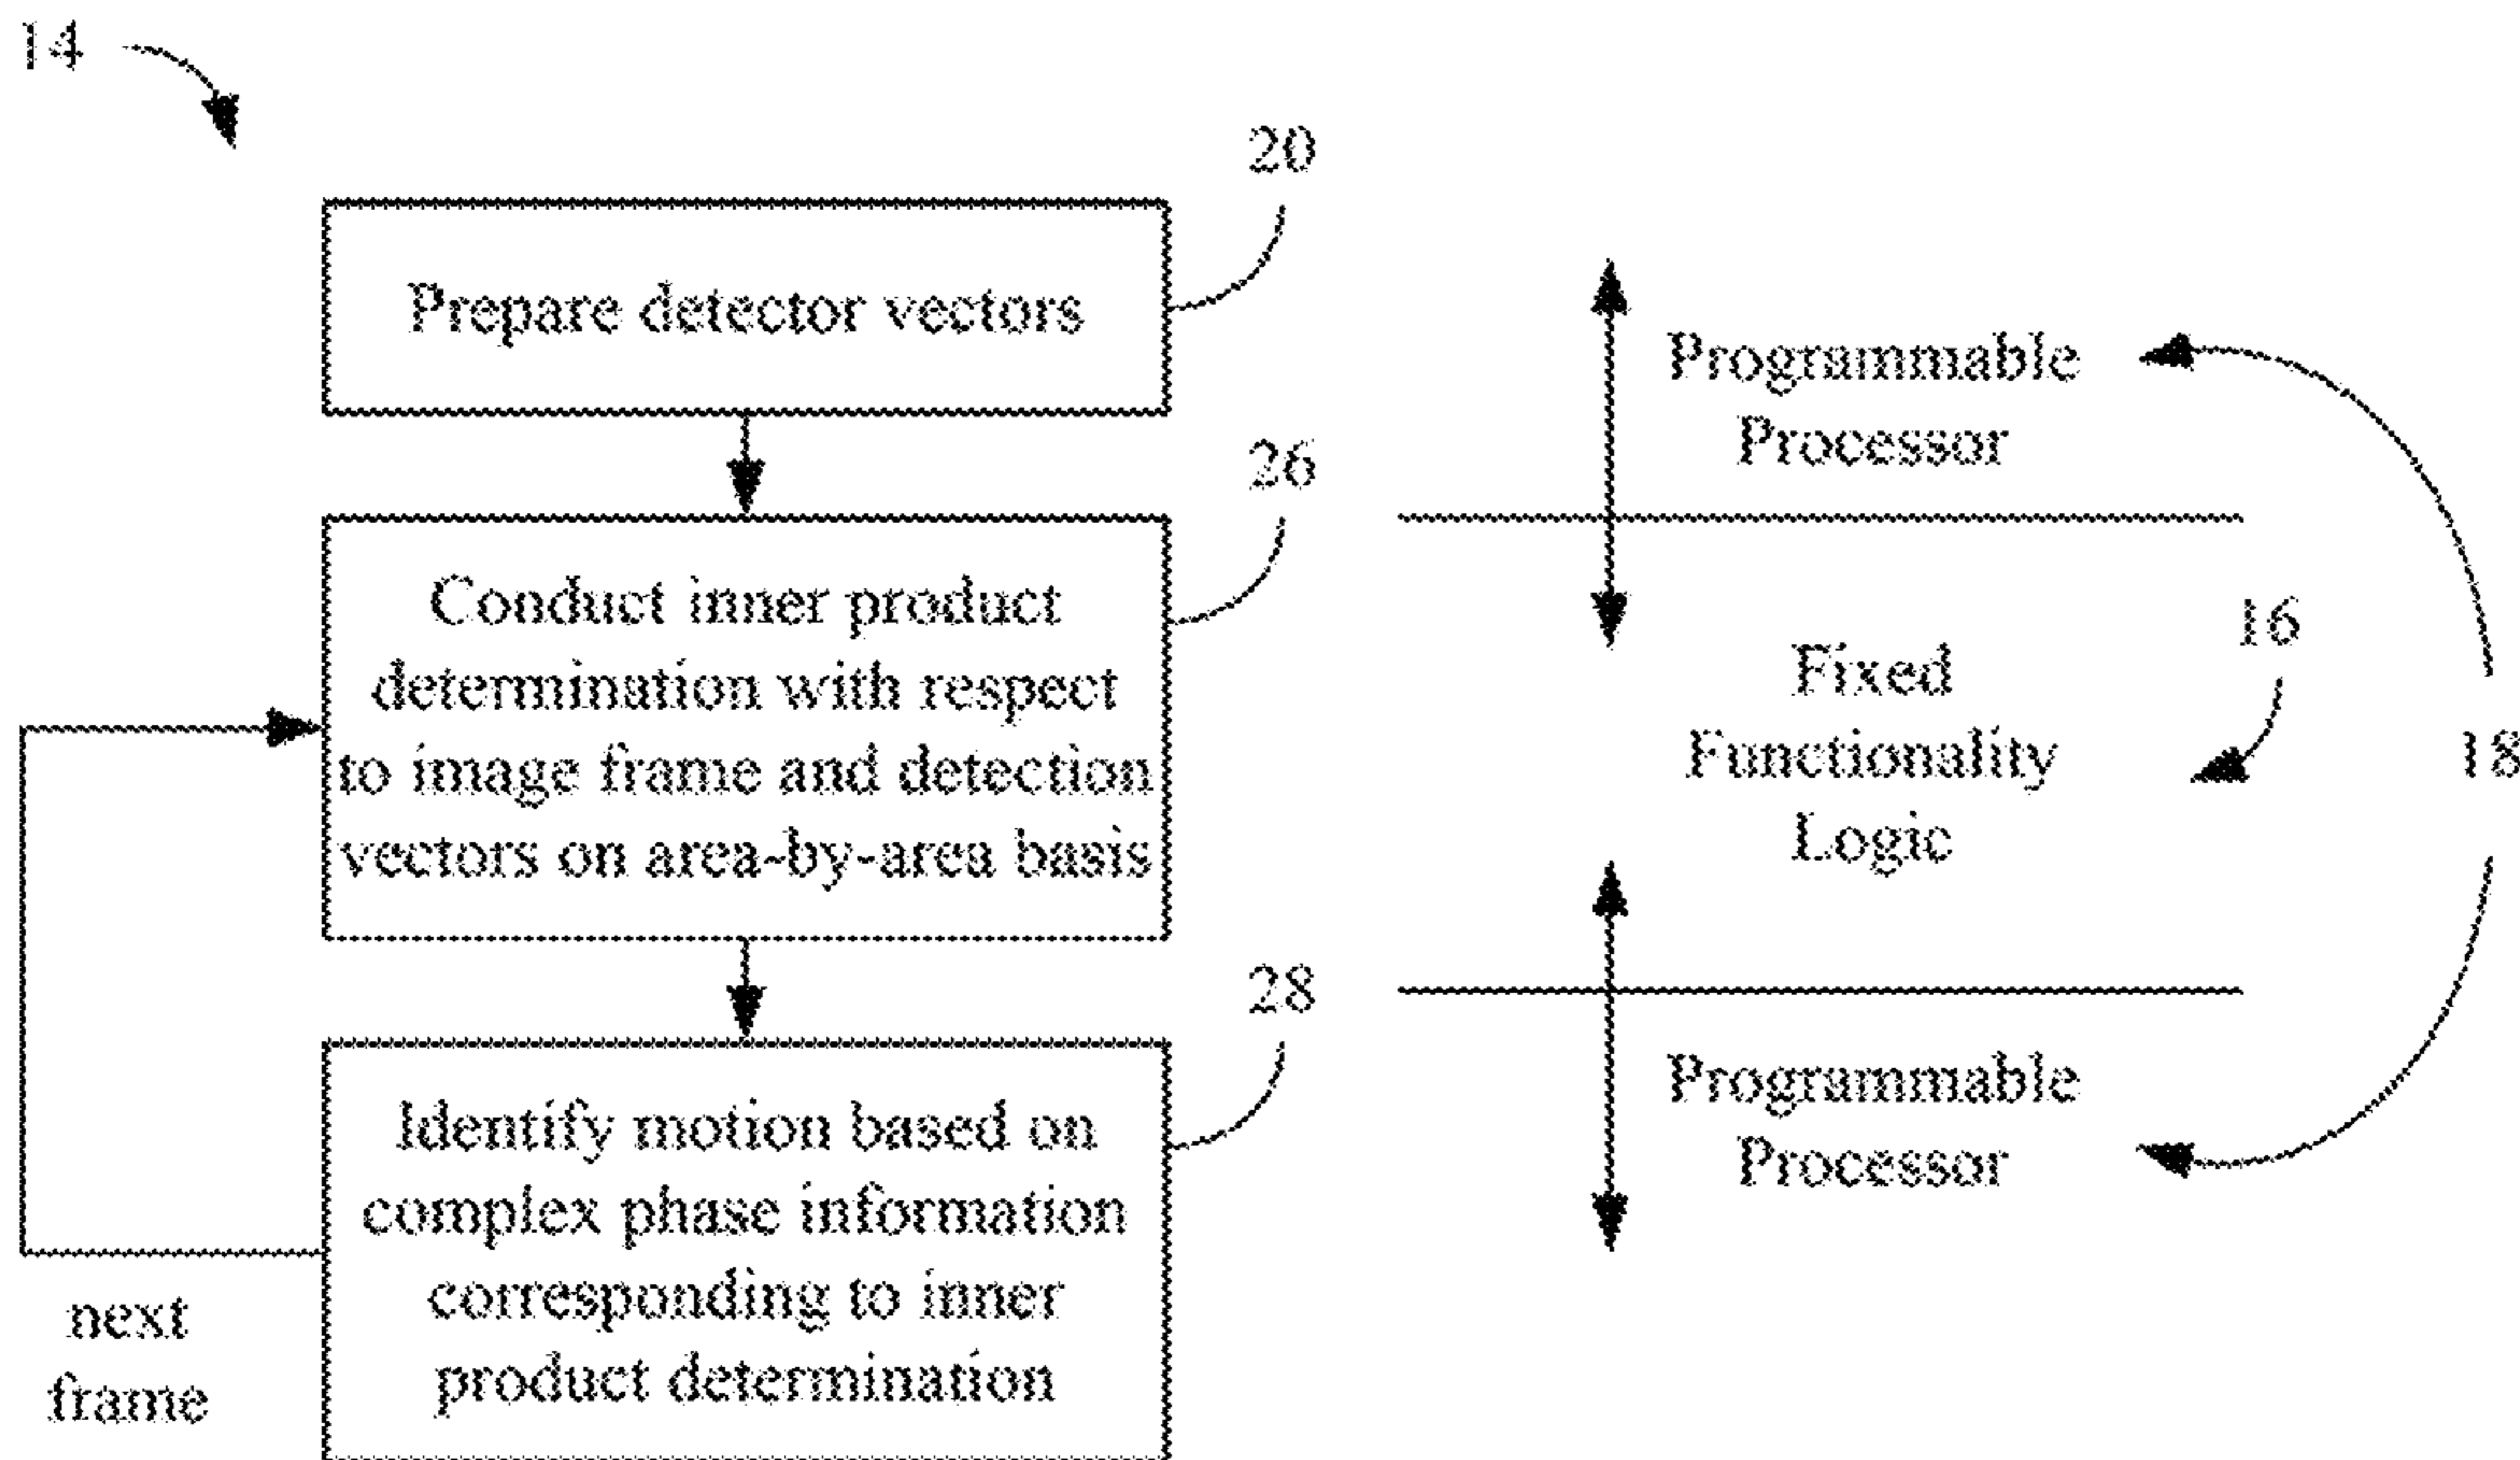 14
20
Prepare detector vectors
26
Conduct inner product
determination with respect
to image frame and detection
vectors on area-by-area basis
28
Identify motion based on
complex phase information
corresponding to inner
product determination
next
frame
Programmable
Processor
16
Fixed
Functionality
Logic
18
Programmable
Processor